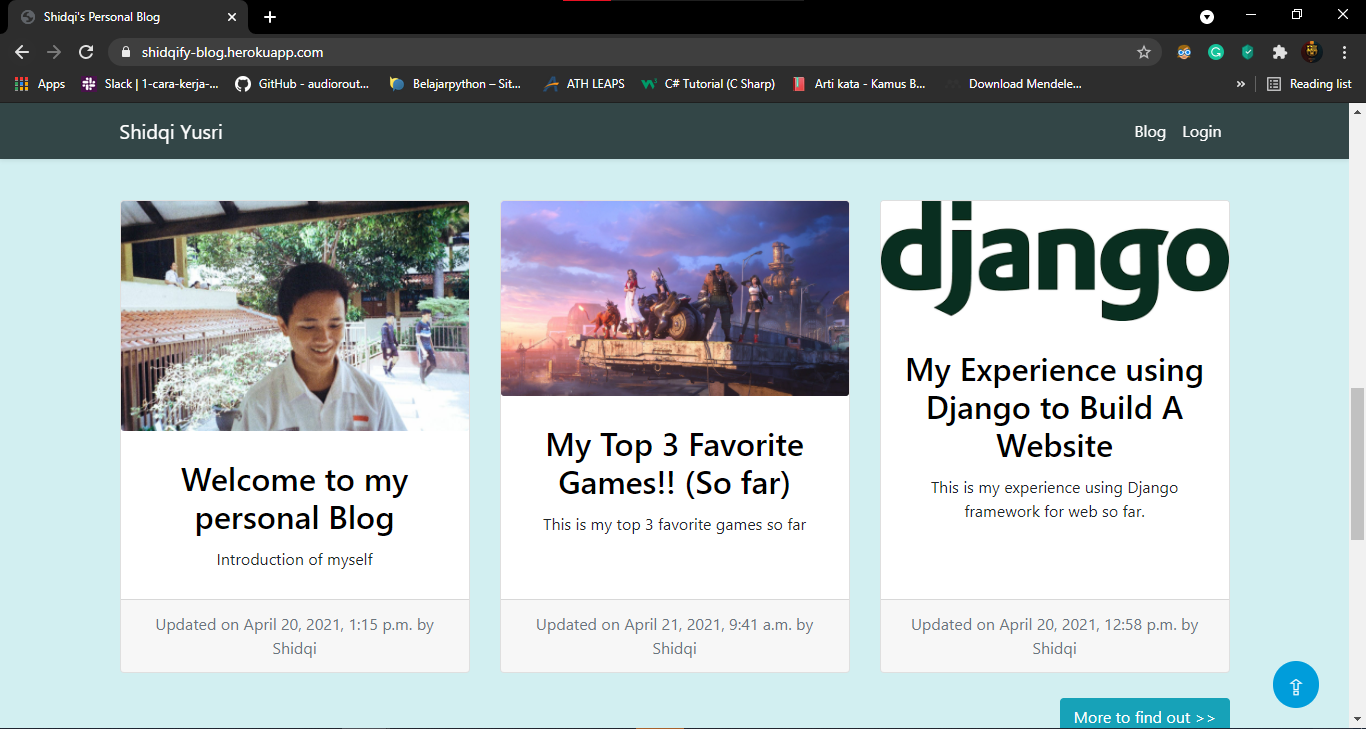 Shidqi's Personal Blog
shidqify-blog.herokuapp.com
Apps
Slack | 1-cara-kerja-...
GitHub - audiorout...
Belajarpython – Sit...
ATH LEAPS
C# Tutorial (C Sharp)
Arti kata - Kamus B...
Download Mendele...
»
Reading list
Shidqi Yusri
Blog
Login
Welcome to my
personal Blog
Introduction of myself
Updated on April 20, 2021, 1:15 p.m. by
Shidqi
My Top 3 Favorite
Games!! (So far)
This is my top 3 favorite games so far
Updated on April 21, 2021, 9:41 a.m. by
Shidqi
django
My Experience using
Django to Build A
Website
This is my experience using Django
framework for web so far.
Updated on April 20, 2021, 12:58 p.m. by
Shidqi
More to find out >>